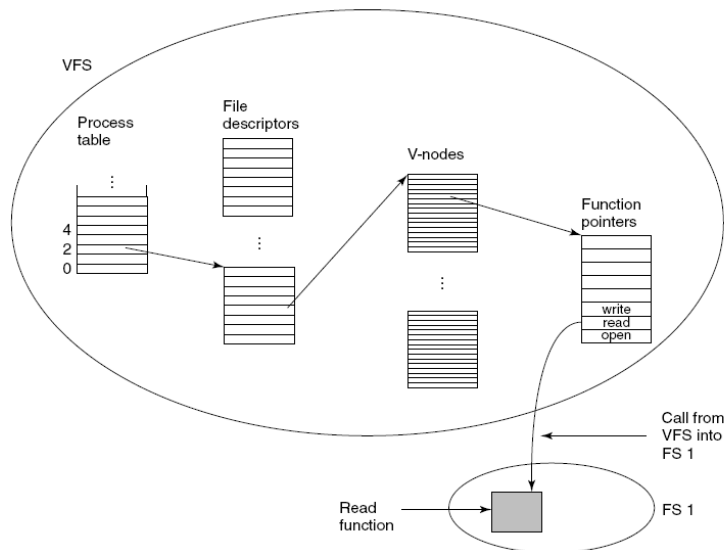 VFS
Process
table
⋮
4
2
0
File
descriptors
⋮
V-nodes
⋮
Function
pointers
write
read
open
Call from
VFS into
FS 1
Read
function
FS 1